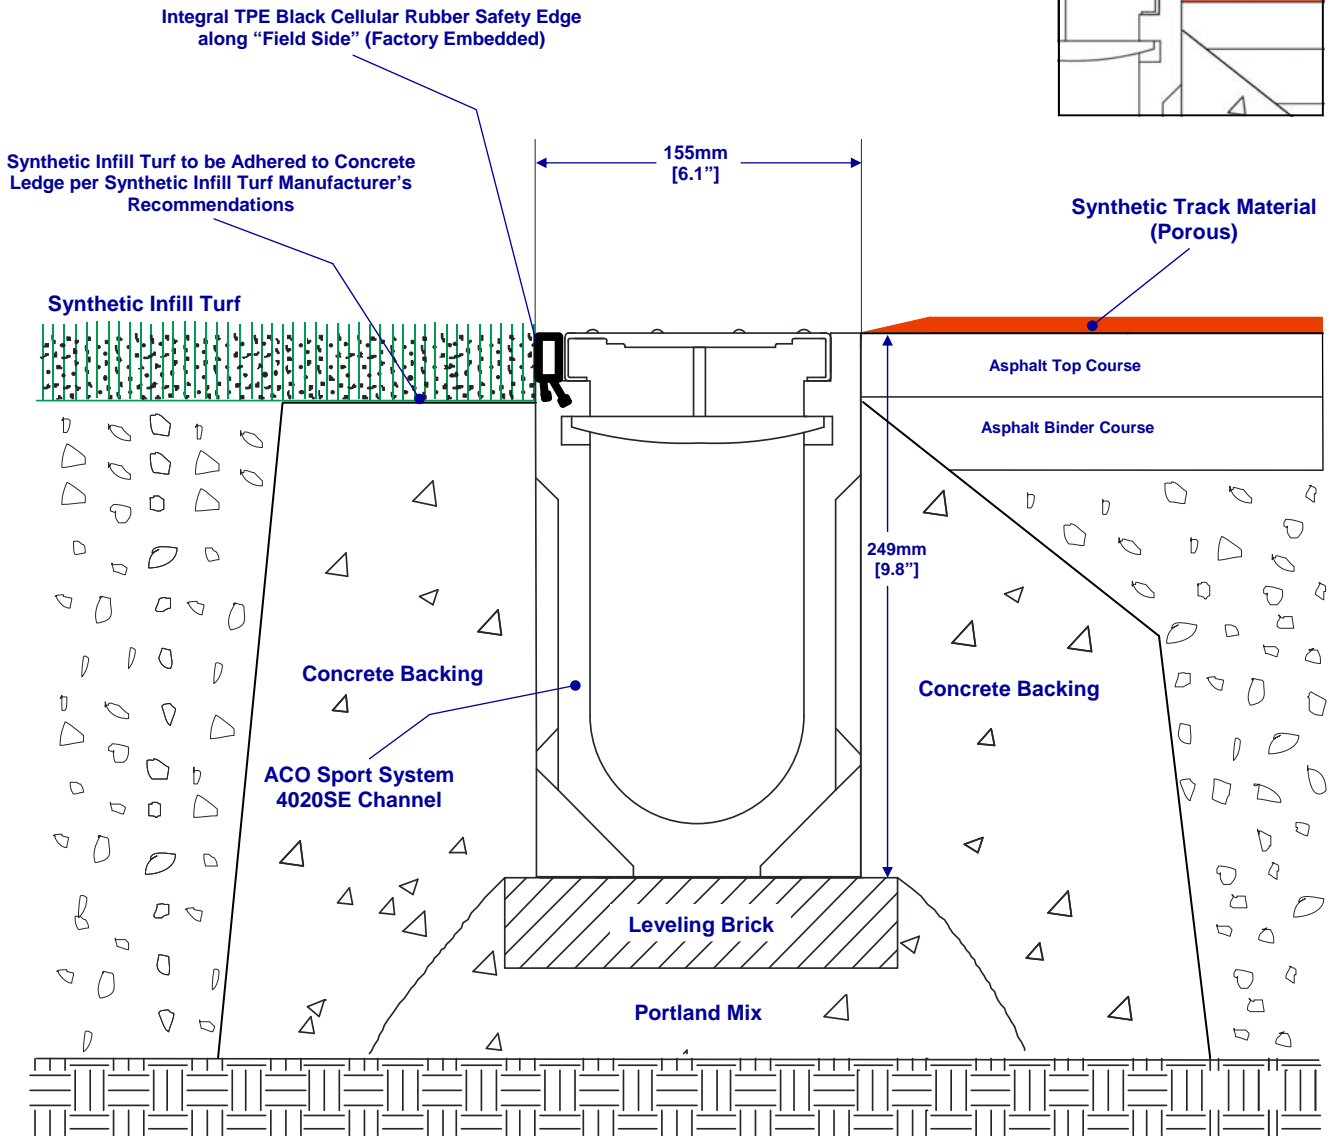 Integral TPE Black Cellular Rubber Safety Edge
along “Field Side” (Factory Embedded)
155mm
[6.1”]
Synthetic Infill Turf to be Adhered to Concrete
Ledge per Synthetic Infill Turf Manufacturer’s
Recommendations
Synthetic Track Material
(Porous)
Synthetic Infill Turf
Asphalt Top Course
Asphalt Binder Course
249mm
[9.8”]
Concrete Backing
Concrete Backing
ACO Sport System
4020SE Channel
Leveling Brick
Portland Mix